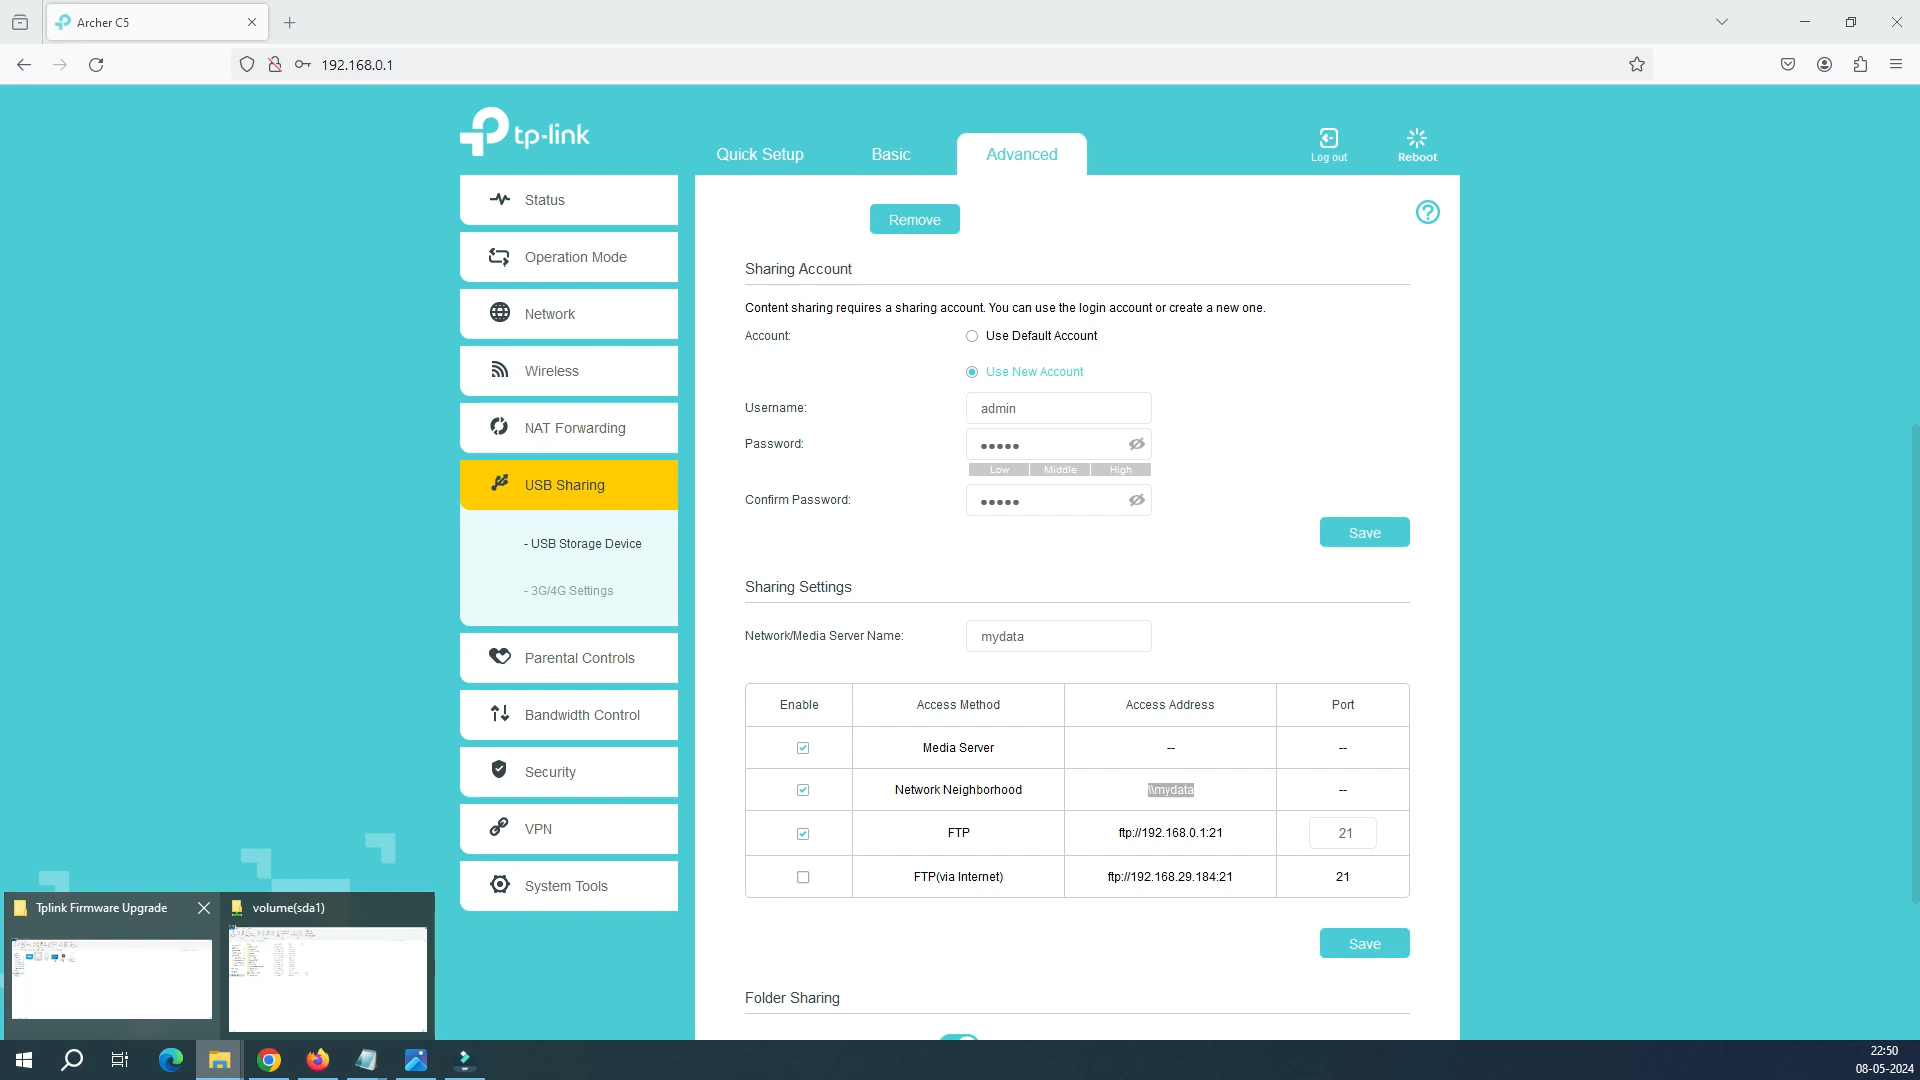 Archer C5
192.168.0.1
tp-link
Quick Setup
Basic
Advanced
Log out
Reboot
Status
Operation Mode
Network
Wireless
NAT Forwarding
USB Sharing
- USB Storage Device
- 3G/4G Settings
Parental Controls
Bandwidth Control
Security
VPN
System Tools
Remove
Sharing Account
Content sharing requires a sharing account. You can use the login account or create a new one.
Account:
Use Default Account
Use New Account
Username:
admin
Password:
Low Middle High
Confirm Password:
Save
Sharing Settings
Network/Media Server Name:
mydata
Enable Access Method Access Address Port
Media Server -- --
Network Neighborhood \\mydata --
FTP ftp://192.168.0.1:21 21
FTP(via Internet) ftp://192.168.29.184:21 21
Save
Folder Sharing
Tplink Firmware Upgrade
volume(sda1)
22:50
08-05-2024